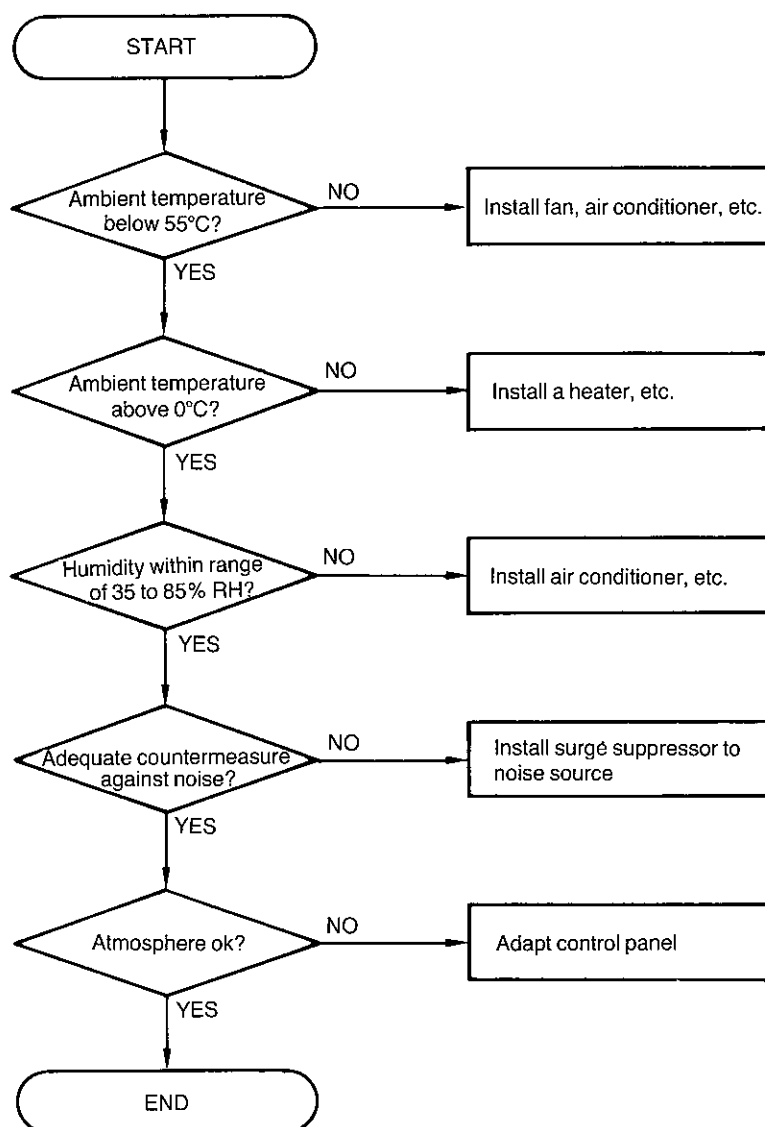 START
Ambient temperature
below 55°C?
NO
Install fan, air conditioner, etc.
YES
Ambient temperature
above 0°C?
NO
Install a heater, etc.
YES
Humidity within range
of 35 to 85% RH?
NO
Install air conditioner, etc.
YES
Adequate countermeasure
against noise?
NO
Install surge suppressor to
noise source
YES
Atmosphere ok?
NO
Adapt control panel
YES
END